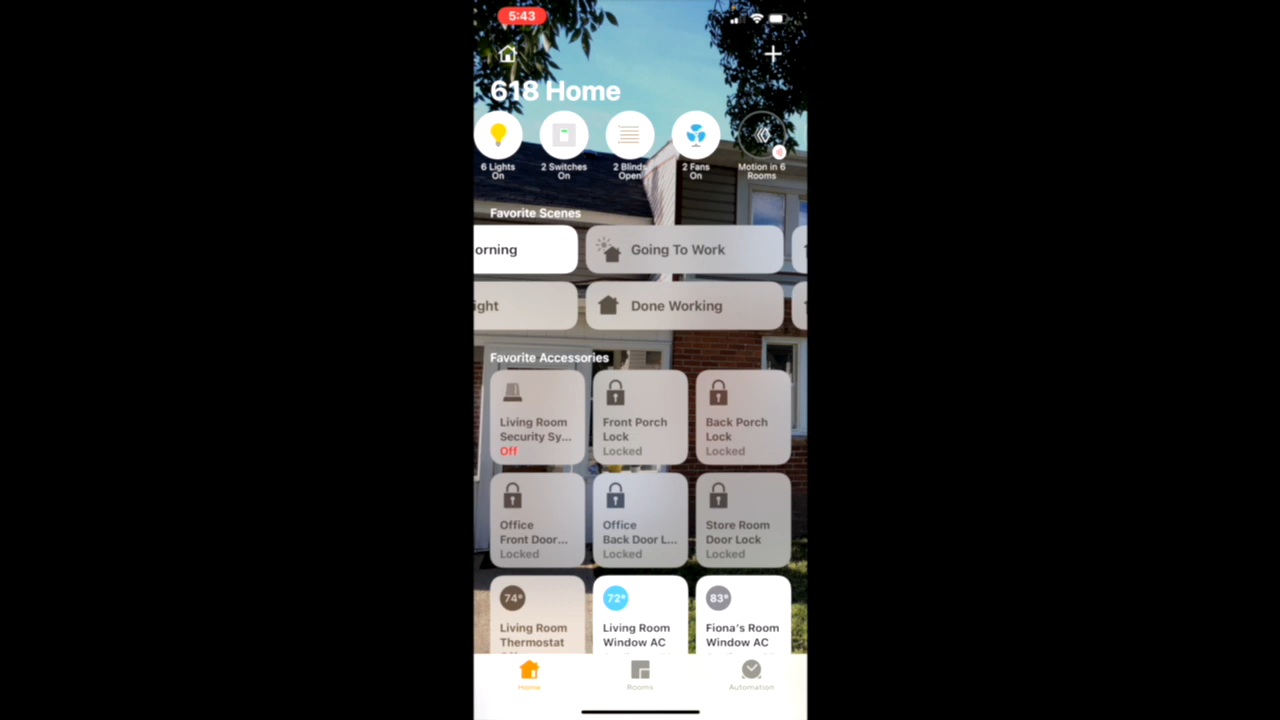 5:43
618 Home
6 Lights On
2 Switches On
2 Blinds Open
2 Fans On
Motion in 6 Rooms
Favorite Scenes
orning
Going To Work
ight
Done Working
Favorite Accessories
Living Room
Security Sy...
Off
Front Porch
Lock
Locked
Back Porch
Lock
Locked
Office
Front Door...
Locked
Office
Back Door L...
Locked
Store Room
Door Lock
Locked
74°
Living Room
Thermostat
72°
Living Room
Window AC
83°
Fiona's Room
Window AC
Home
Rooms
Automation